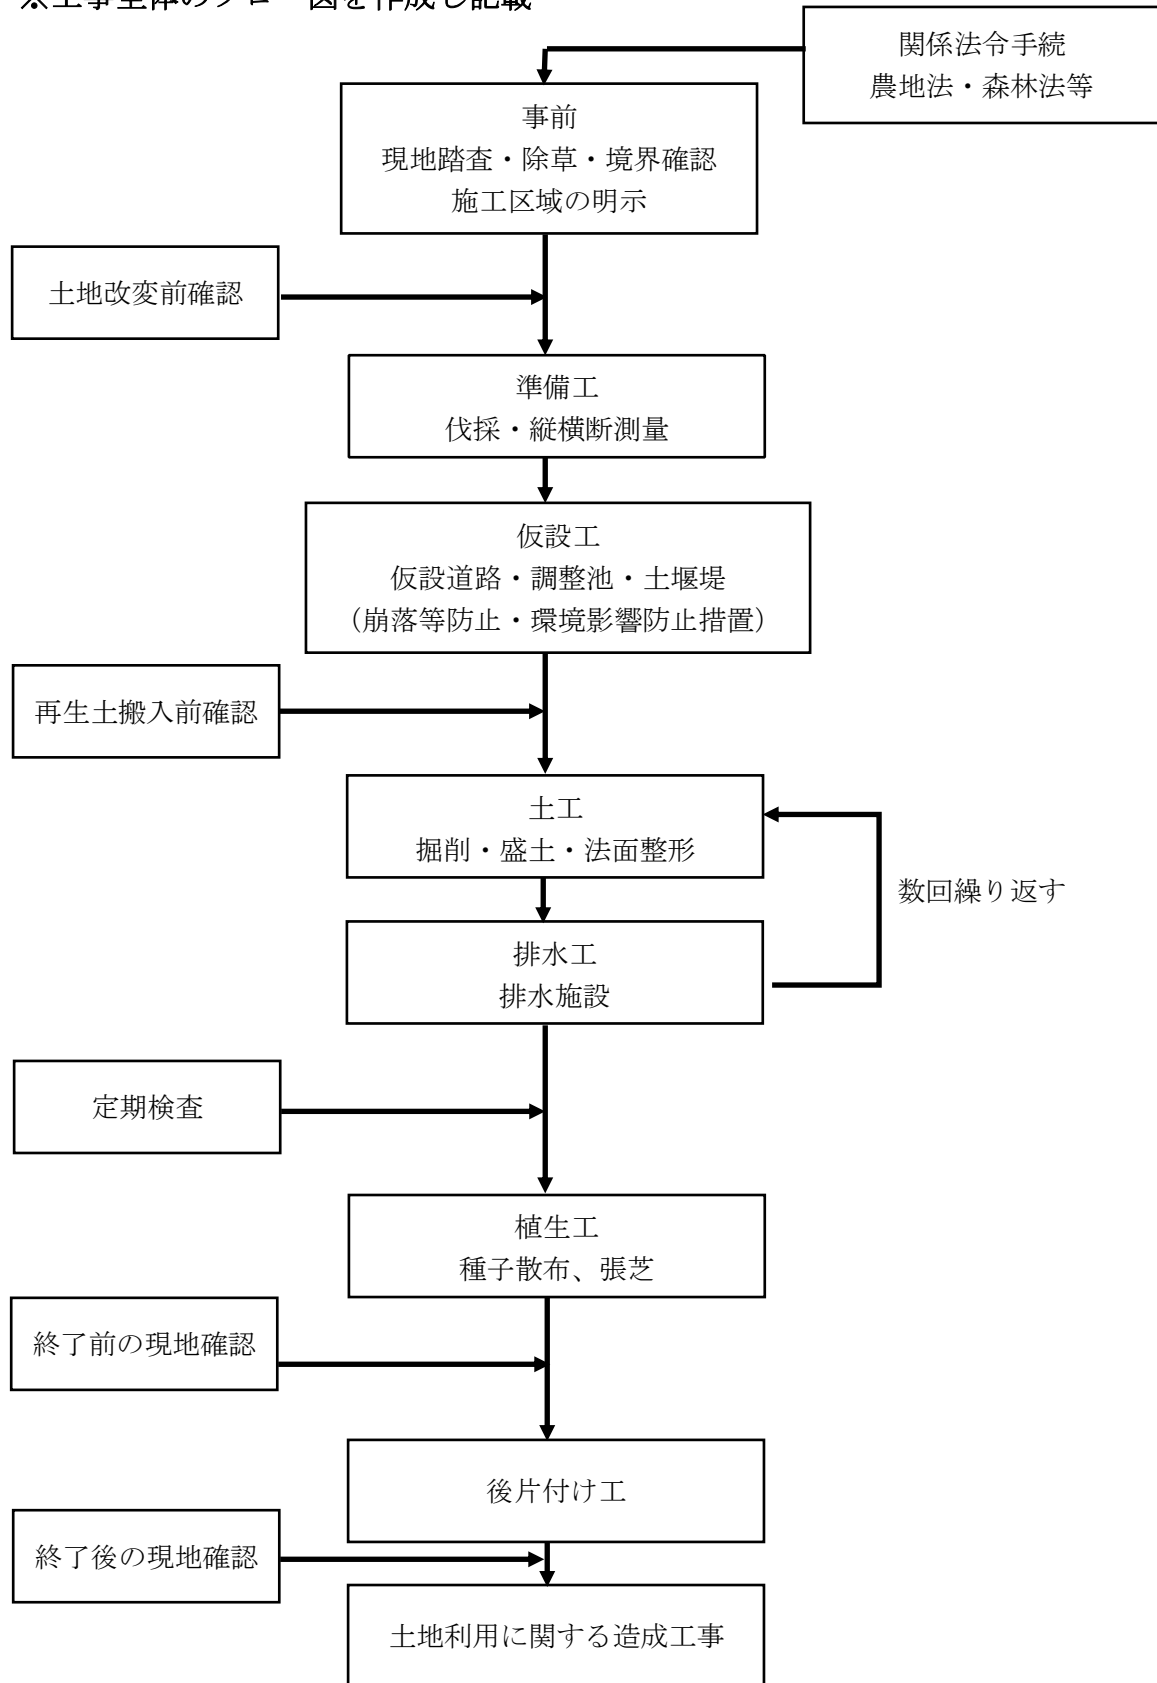 ※工事全体のフロー図を作成し記載
関係法令手続
農地法・森林法等
事前
現地踏査・除草・境界確認
施工区域の明示
土地改変前確認
準備工
伐採・縦横断測量
仮設工
仮設道路・調整池・土堰堤
（崩落等防止・環境影響防止措置）
再生土搬入前確認
土工
掘削・盛土・法面整形
数回繰り返す
排水工
排水施設
定期検査
植生工
種子散布、張芝
終了前の現地確認
後片付け工
終了後の現地確認
土地利用に関する造成工事